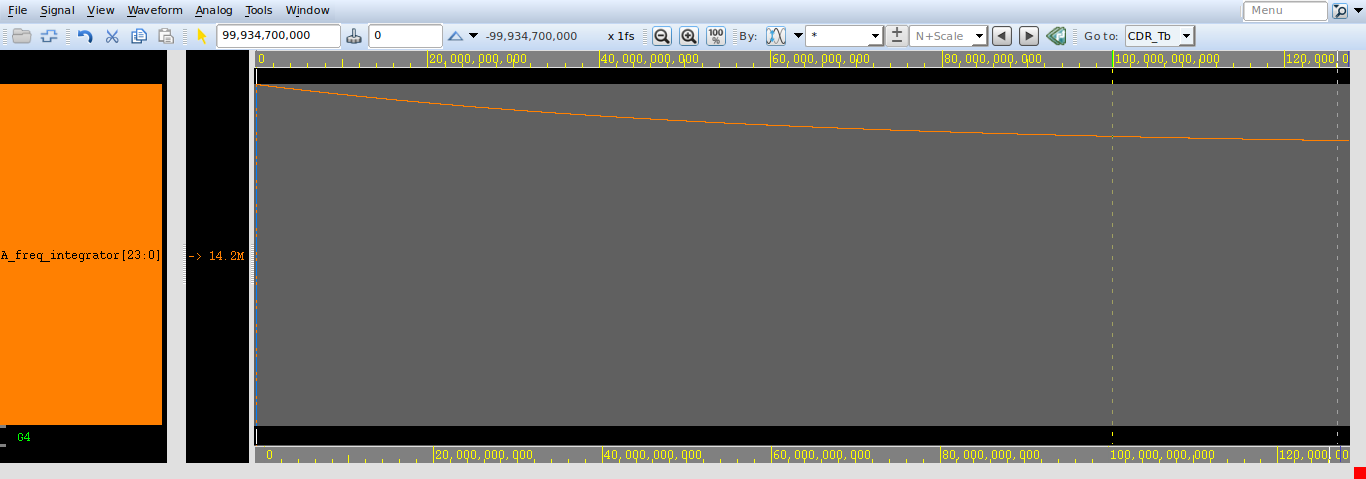 File Signal View Waveform Analog Tools Window Menu
99,934,700,000 0 -99,934,700,000 x 1fs 100% By: * N+Scale Go to: CDR_Tb
0 20,000,000,000 40,000,000,000 60,000,000,000 80,000,000,000 100,000,000,000
A_freq_integrator[23:0] -> 14.2M
G4
0 20,000,000,000 40,000,000,000 60,000,000,000 80,000,000,000 100,000,000,000